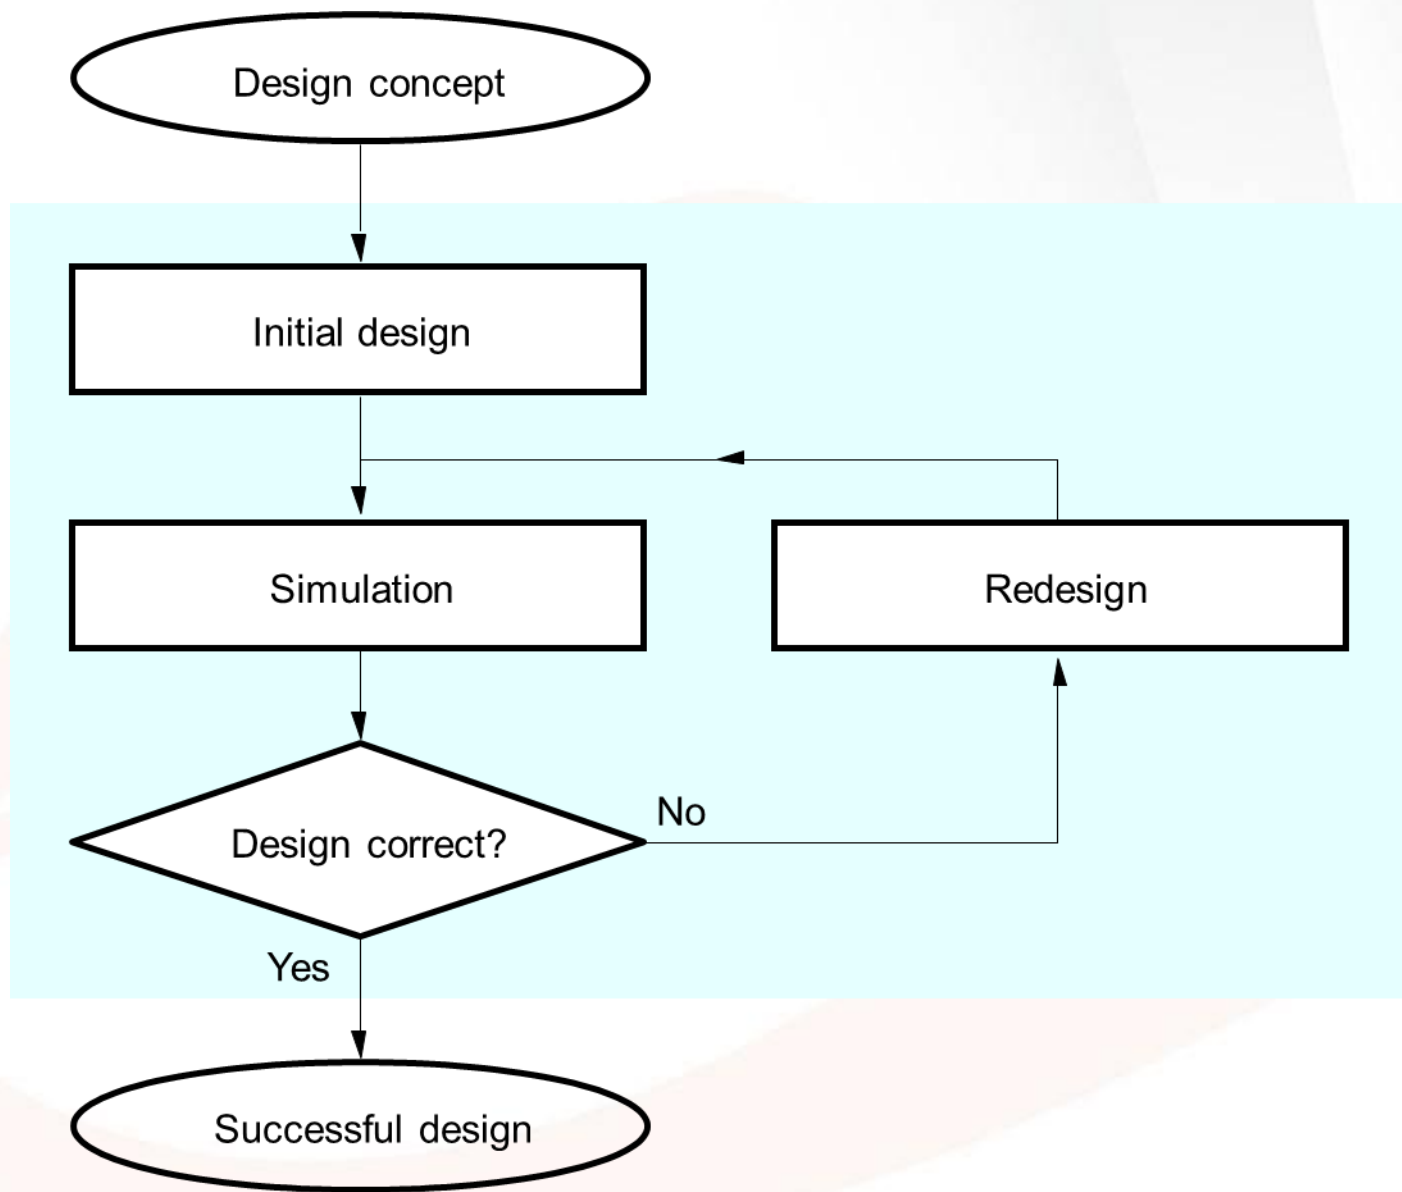 Design concept
Initial design
Simulation
Redesign
Design correct?
No
Yes
Successful design